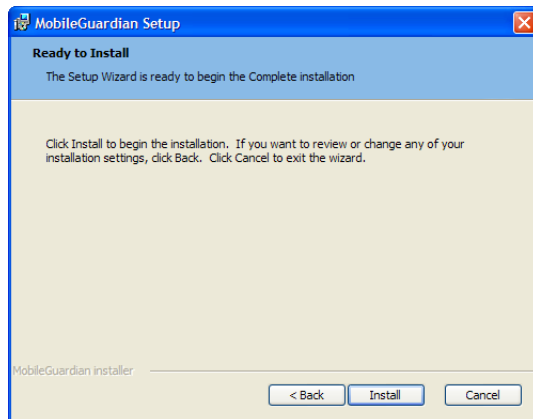 MobileGuardian Setup
Ready to Install
The Setup Wizard is ready to begin the Complete installation
Click Install to begin the installation. If you want to review or change any of your
installation settings, click Back. Click Cancel to exit the wizard.
MobileGuardian installer
< Back Install Cancel